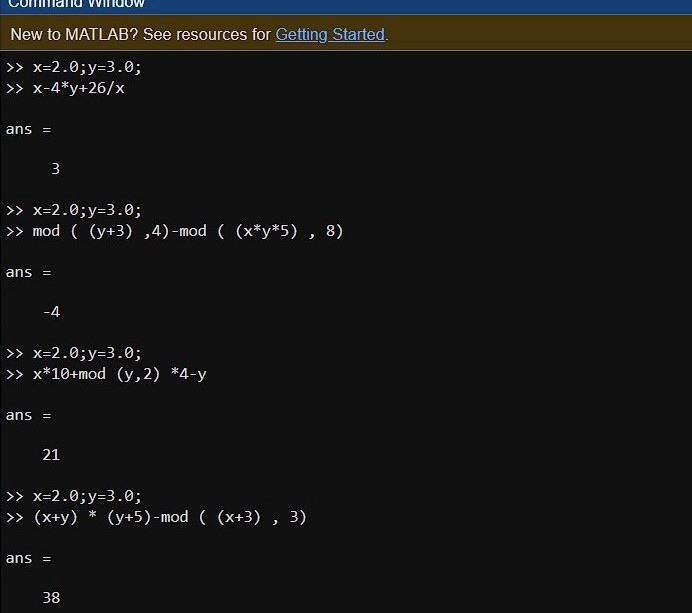 Command Window
New to MATLAB? See resources for Getting Started.
>> x=2.0;y=3.0;
>> x-4*y+26/x
ans =
3
>> x=2.0;y=3.0;
>> mod ( (y+3) ,4)-mod ( (x*y*5) , 8)
ans =
-4
>> x=2.0;y=3.0;
>> x*10+mod (y,2) *4-y
ans =
21
>> x=2.0;y=3.0;
>> (x+y) * (y+5)-mod ( (x+3) , 3)
ans =
38